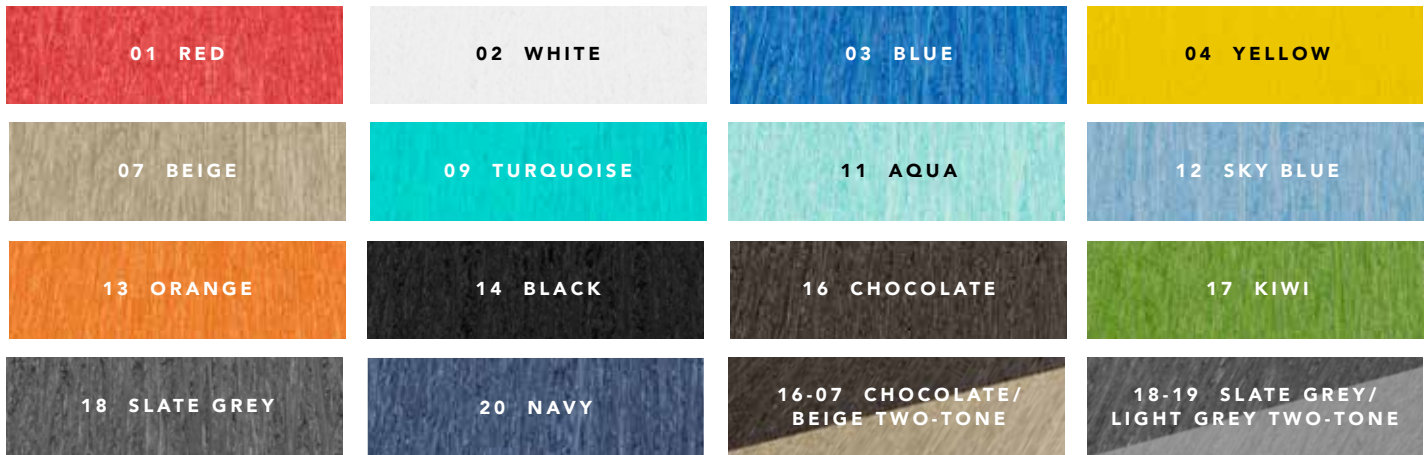 01 RED
02 WHITE
03 BLUE
04 YELLOW
07 BEIGE
09 TURQUOISE
11 AQUA
12 SKY BLUE
13 ORANGE
14 BLACK
16 CHOCOLATE
17 KIWI
18 SLATE GREY
20 NAVY
16-07 CHOCOLATE/
BEIGE TWO-TONE
18-19 SLATE GREY/
LIGHT GREY TWO-TONE